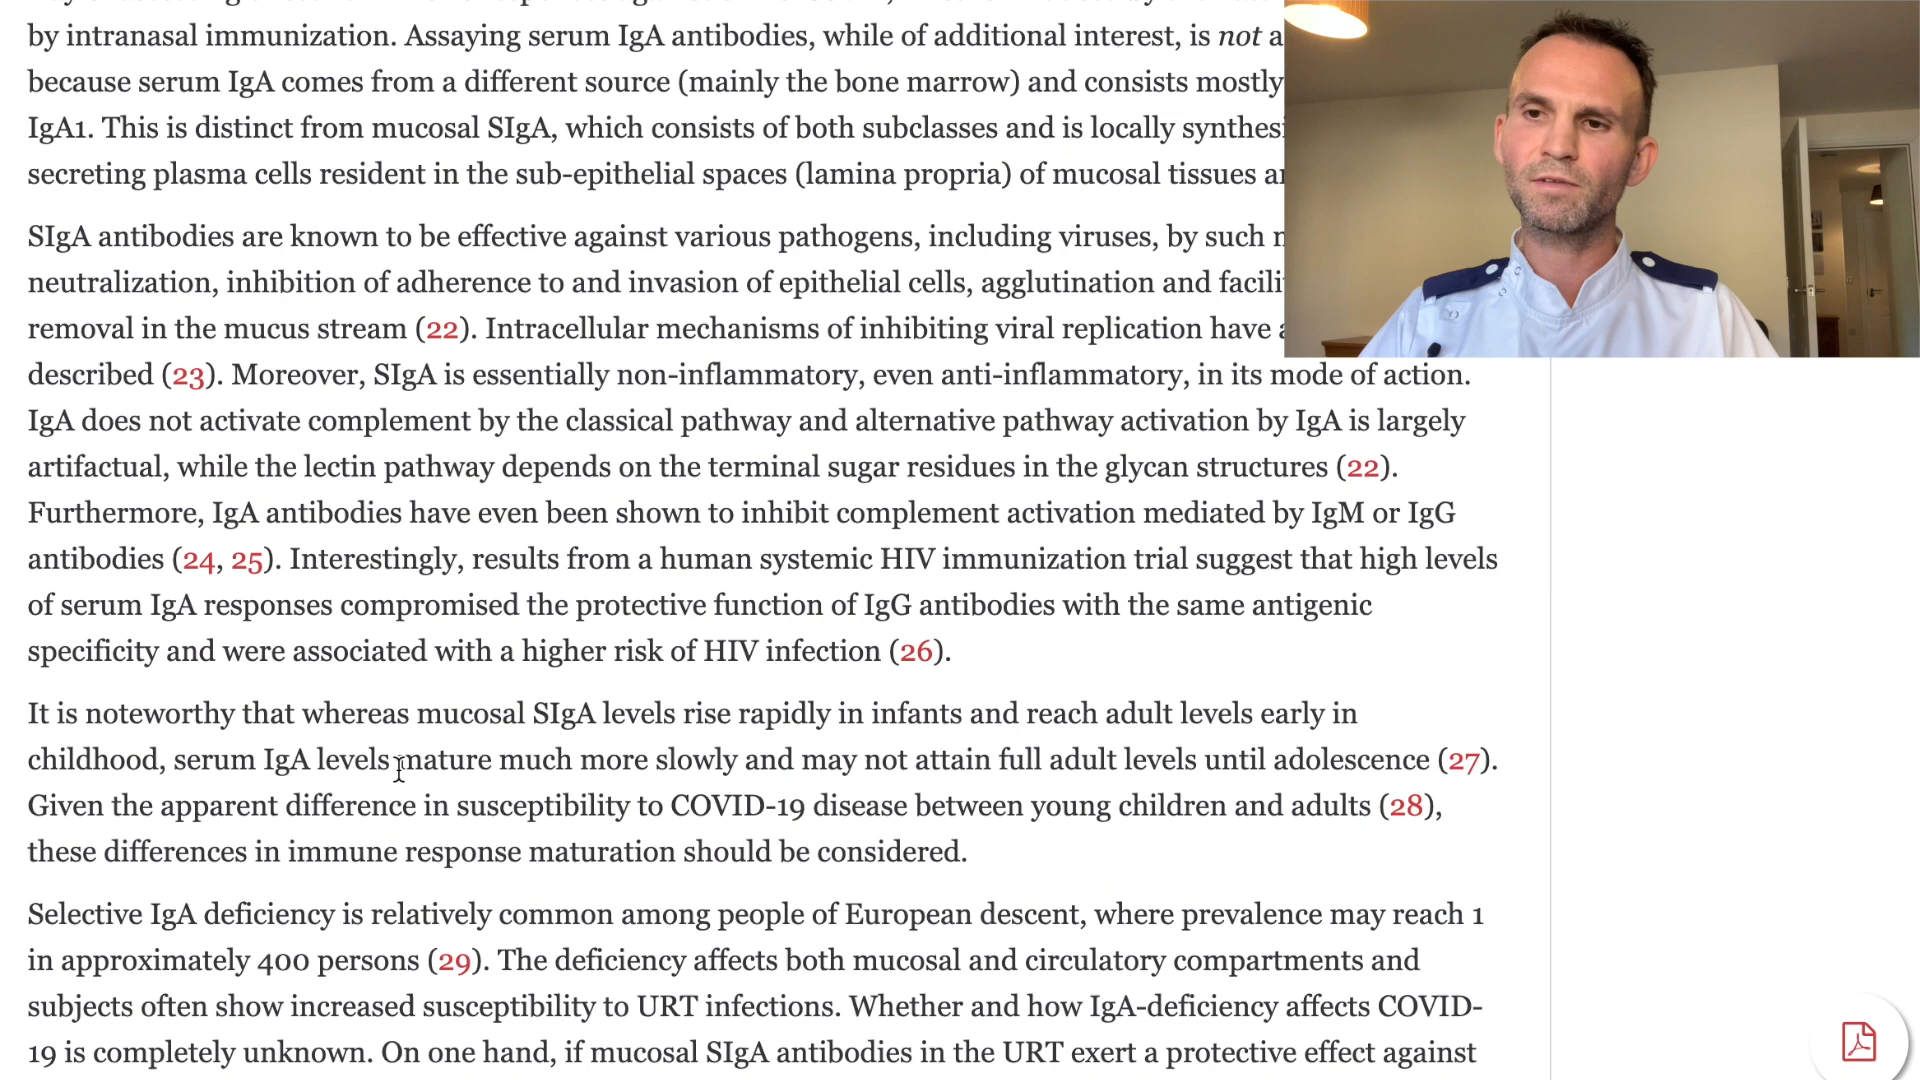 by intranasal immunization. Assaying serum IgA antibodies, while of additional interest, is not a
because serum IgA comes from a different source (mainly the bone marrow) and consists mostly
IgA1. This is distinct from mucosal SIgA, which consists of both subclasses and is locally
secreting plasma cells resident in the sub-epithelial spaces (lamina propria) of mucosal tissues
SIgA antibodies are known to be effective against various pathogens, including viruses, by such
neutralization, inhibition of adherence to and invasion of epithelial cells, agglutination and
removal in the mucus stream (22). Intracellular mechanisms of inhibiting viral replication have
described (23). Moreover, SIgA is essentially non-inflammatory, even anti-inflammatory, in its mode of action.
IgA does not activate complement by the classical pathway and alternative pathway activation by IgA is largely
artifactual, while the lectin pathway depends on the terminal sugar residues in the glycan structures (22).
Furthermore, IgA antibodies have even been shown to inhibit complement activation mediated by IgM or IgG
antibodies (24, 25). Interestingly, results from a human systemic HIV immunization trial suggest that high levels
of serum IgA responses compromised the protective function of IgG antibodies with the same antigenic
specificity and were associated with a higher risk of HIV infection (26).
It is noteworthy that whereas mucosal SIgA levels rise rapidly in infants and reach adult levels early in
childhood, serum IgA levels mature much more slowly and may not attain full adult levels until adolescence (27).
Given the apparent difference in susceptibility to COVID-19 disease between young children and adults (28),
these differences in immune response maturation should be considered.
Selective IgA deficiency is relatively common among people of European descent, where prevalence may reach 1
in approximately 400 persons (29). The deficiency affects both mucosal and circulatory compartments and
subjects often show increased susceptibility to URT infections. Whether and how IgA-deficiency affects COVID-
19 is completely unknown. On one hand, if mucosal SIgA antibodies in the URT exert a protective effect against